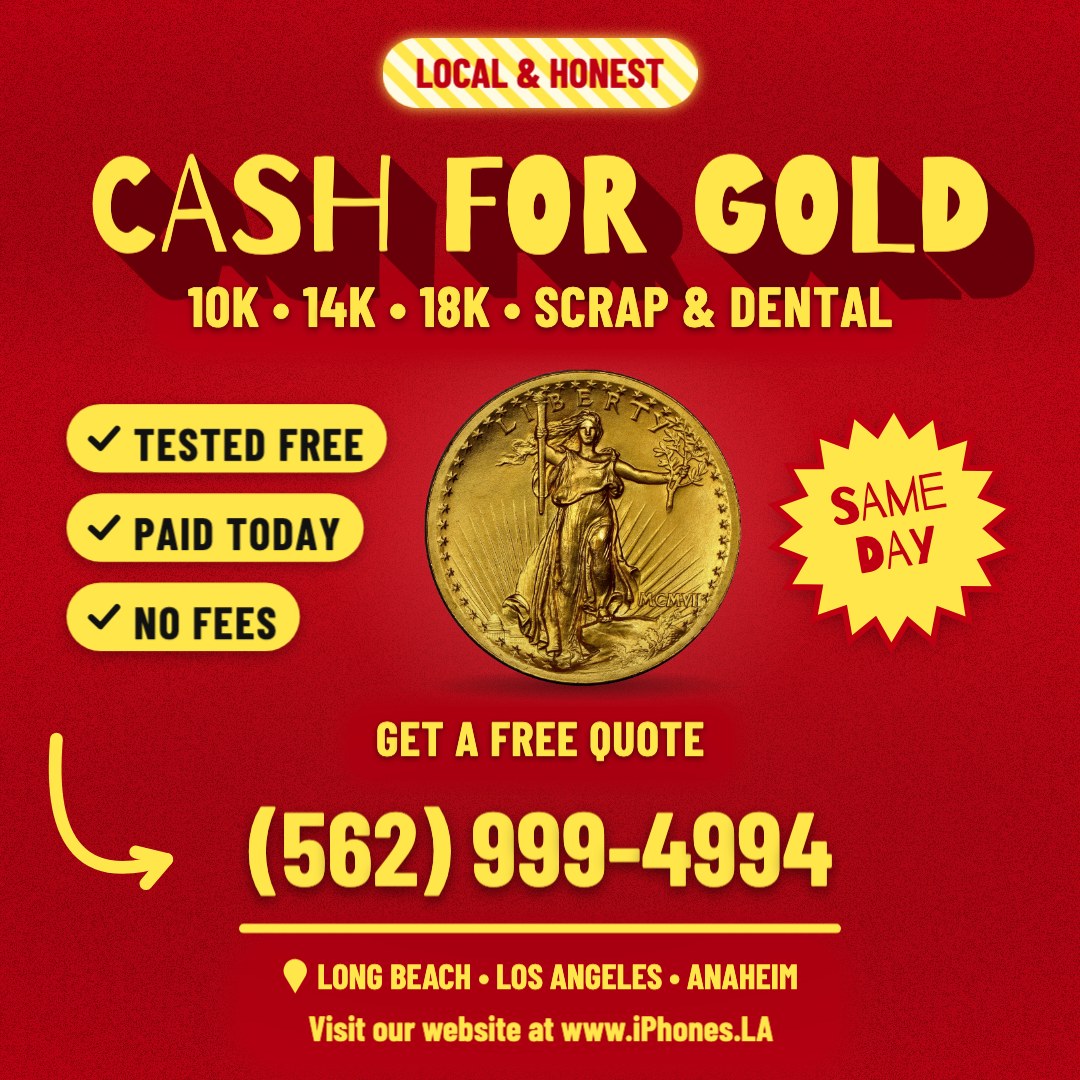 LOCAL & HONEST
CASH FOR GOLD
10K • 14K • 18K • SCRAP & DENTAL
LIBERTY
✓ TESTED FREE
✓ PAID TODAY
✓ NO FEES
MCMVII
SAME
DAY
GET A FREE QUOTE
(562) 999-4994
LONG BEACH • LOS ANGELES • ANAHEIM
Visit our website at www.iPhones.LA